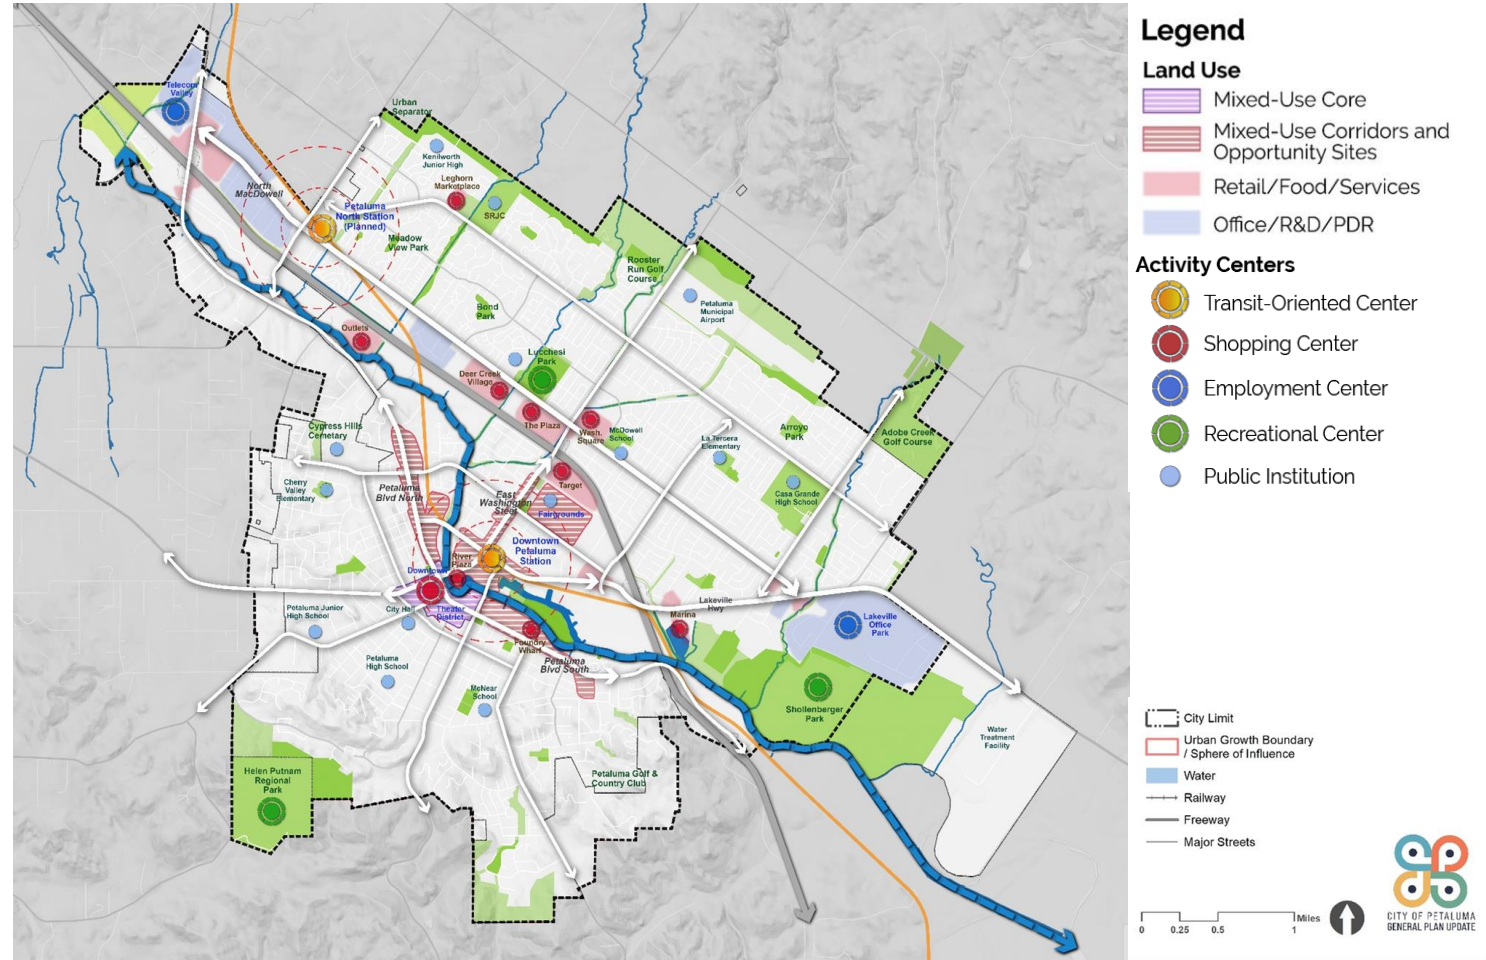 Telecom
Valley
Urban
Separator
Kenilworth
Junior High
Leghorn
Marketplace
SRJC
North
MacDowell
Petaluma
North Station
(Planned)
Meadow
View Park
Rooster
Run Golf
Course
Petaluma
Municipal
Airport
Bond
Park
Outlets
Lucchesi
Park
Deer Creek
Village
The Plaza
Wash.
Square
McDowell
School
La Tercera
Elementary
Arroyo
Park
Adobe Creek
Golf Course
Casa Grande
High School
Cypress Hills
Cemetary
Cherry
Valley
Elementary
Petaluma
Blvd North
East
Washington
Steet
Target
Fairgrounds
Downtown
Petaluma
Station
River
Plaza
Downtown
Theater
District
City Hall
Petaluma Junior
High School
Petaluma
High School
McNear
School
Foundry
Wharf
Petaluma
Blvd South
Marina
Lakeville
Hwy
Lakeville
Office
Park
Shollenberger
Park
Water
Treatment
Facility
Petaluma Golf &
Country Club
Helen Putnam
Regional
Park
Legend
Land Use
Mixed-Use Core
Mixed-Use Corridors and
Opportunity Sites
Retail/Food/Services
Office/R&D/PDR
Activity Centers
Transit-Oriented Center
Shopping Center
Employment Center
Recreational Center
Public Institution
City Limit
Urban Growth Boundary
/ Sphere of Influence
Water
Railway
Freeway
Major Streets
Miles
0 0.25 0.5 1
CITY OF PETALUMA
GENERAL PLAN UPDATE